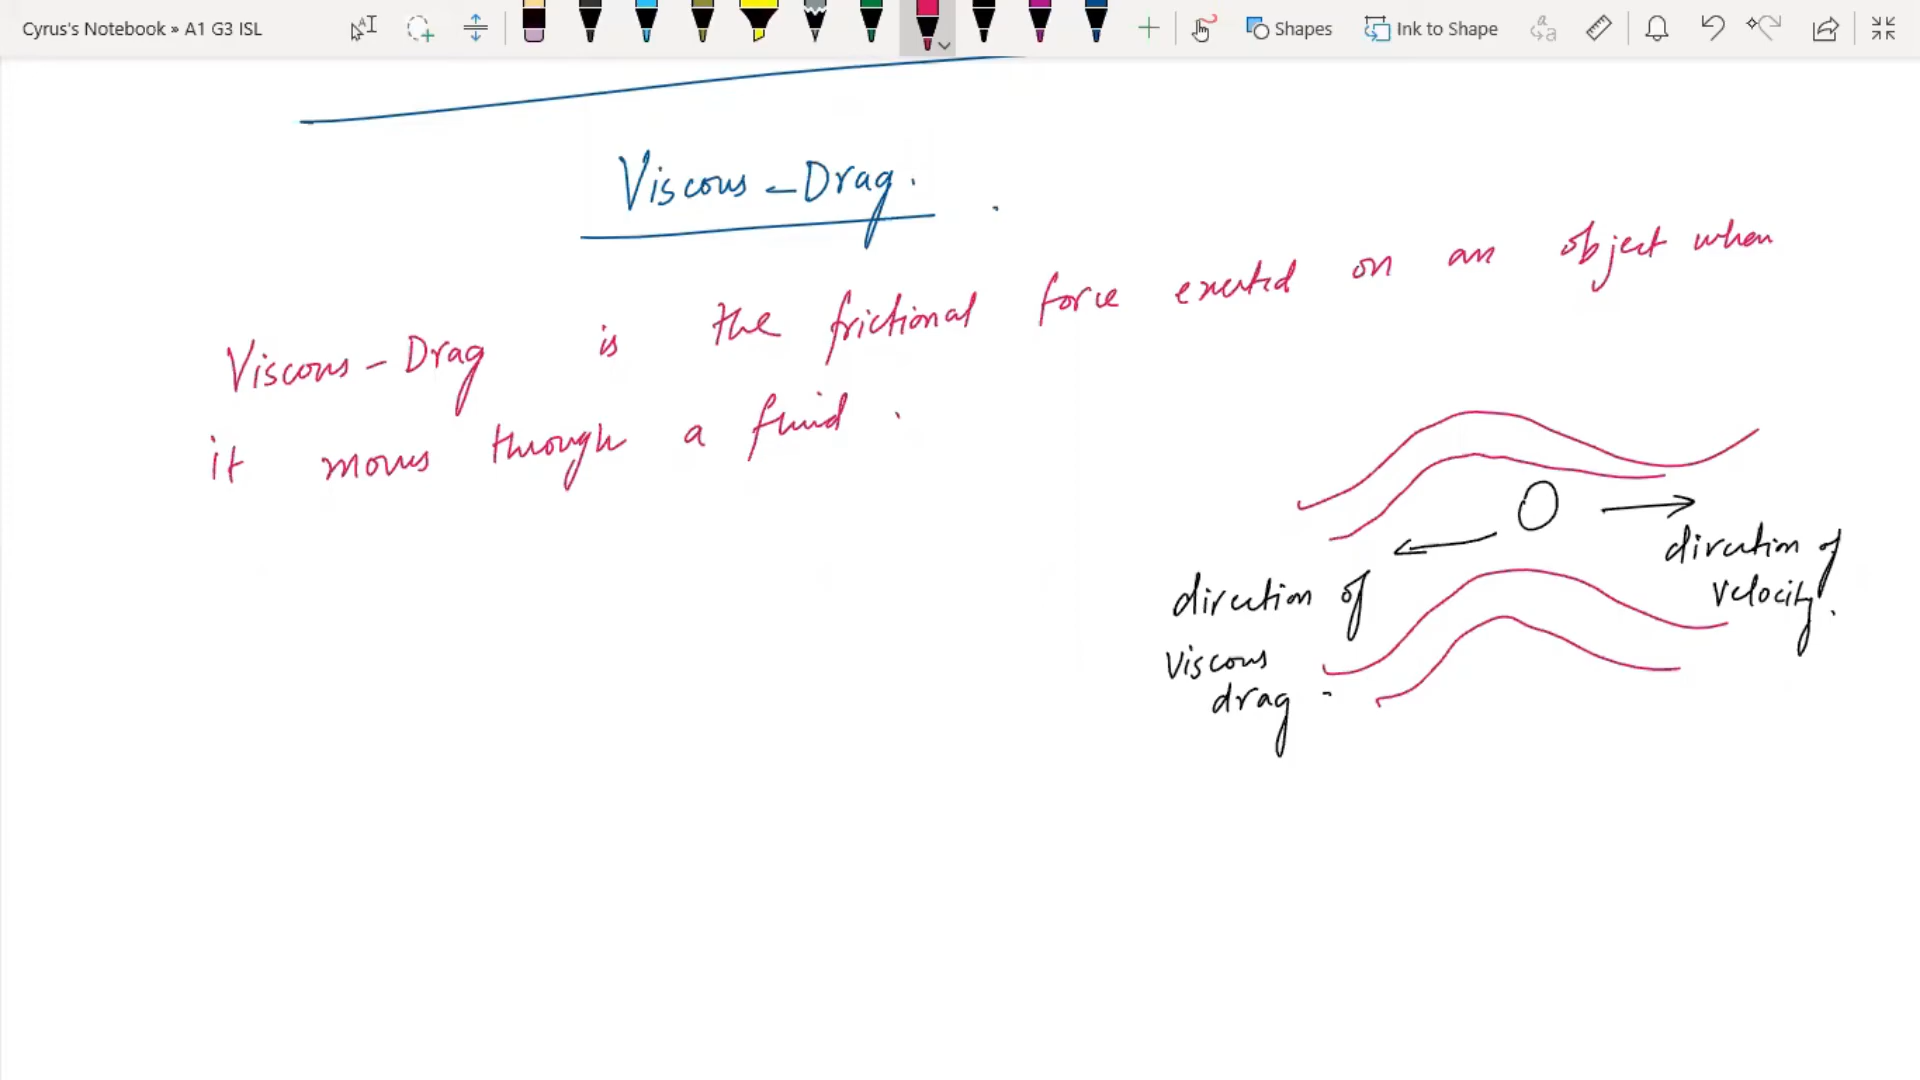 Cyrus's Notebook » A1 G3 ISL
Shapes
Ink to Shape
Viscous - Drag.
Viscous - Drag is the frictional force exerted on an object when
it moves through a fluid.
direction of
velocity.
direction of
viscous
drag